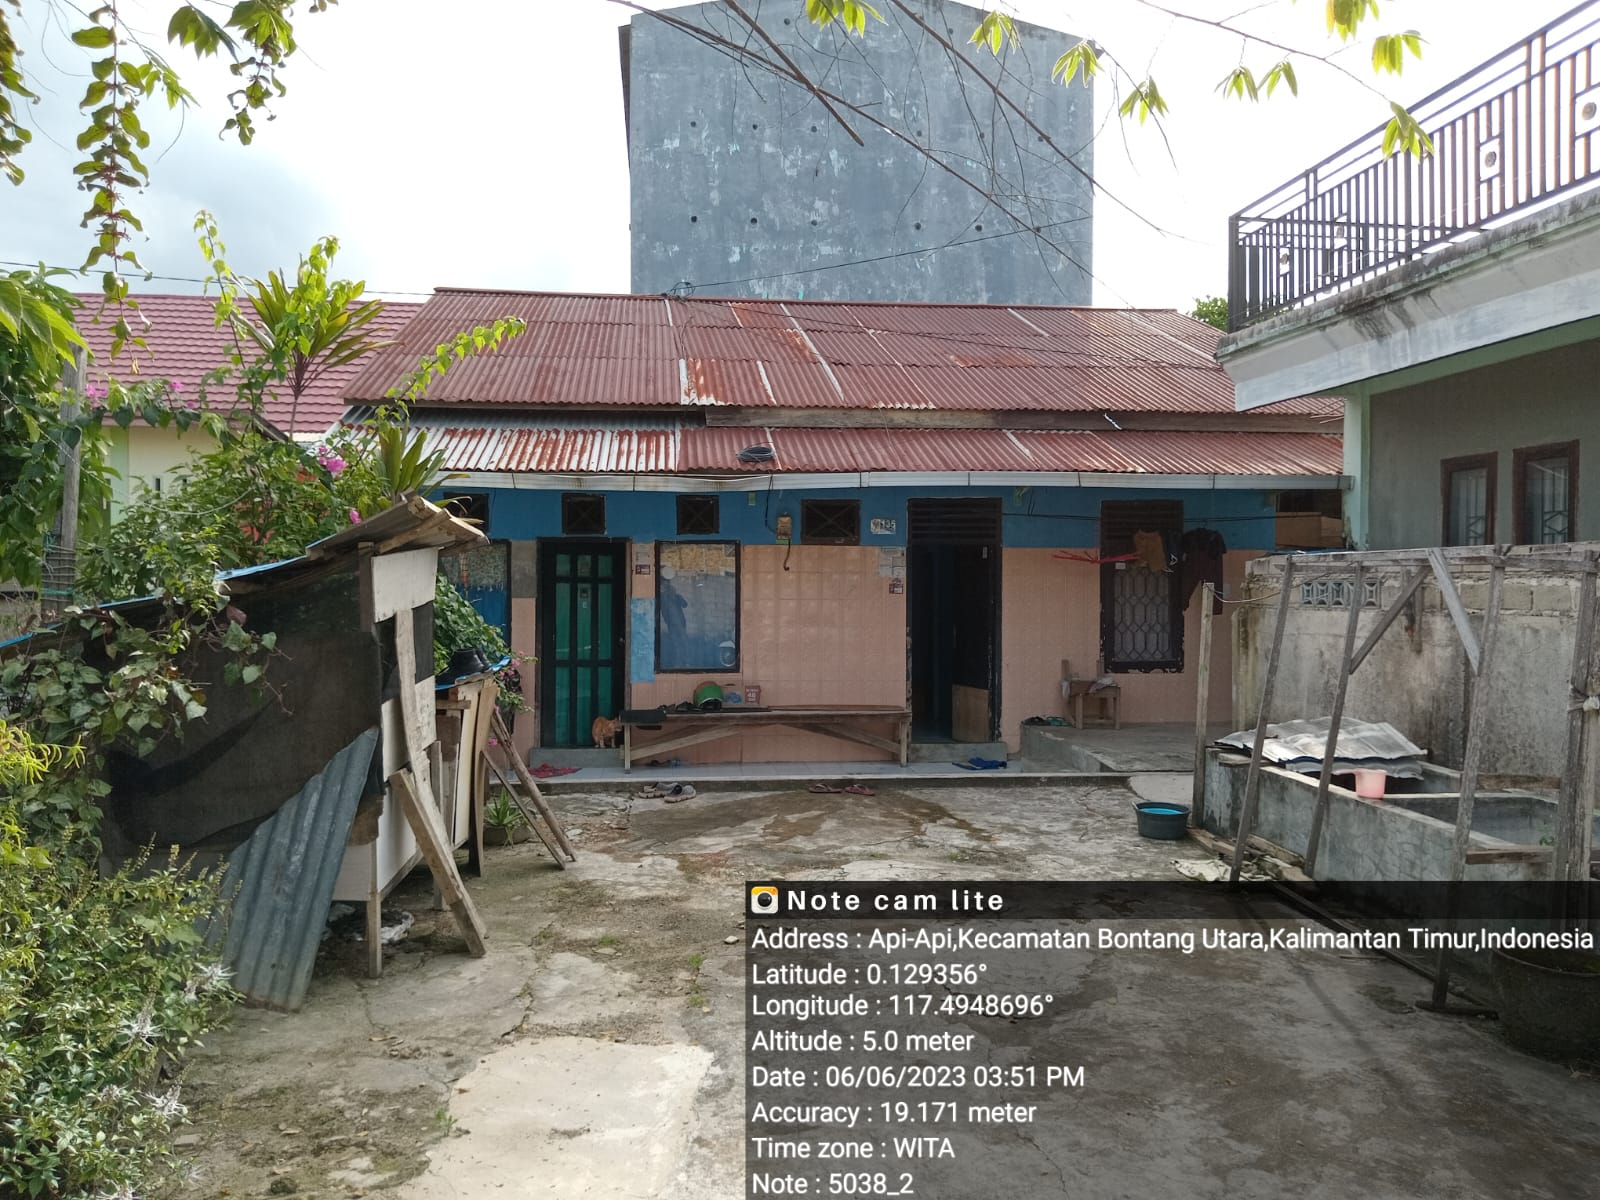 135
Note cam lite
Address : Api-Api,Kecamatan Bontang Utara,Kalimantan Timur,Indonesia
Latitude : 0.129356°
Longitude : 117.4948696°
Altitude : 5.0 meter
Date : 06/06/2023 03:51 PM
Accuracy : 19.171 meter
Time zone : WITA
Note : 5038_2